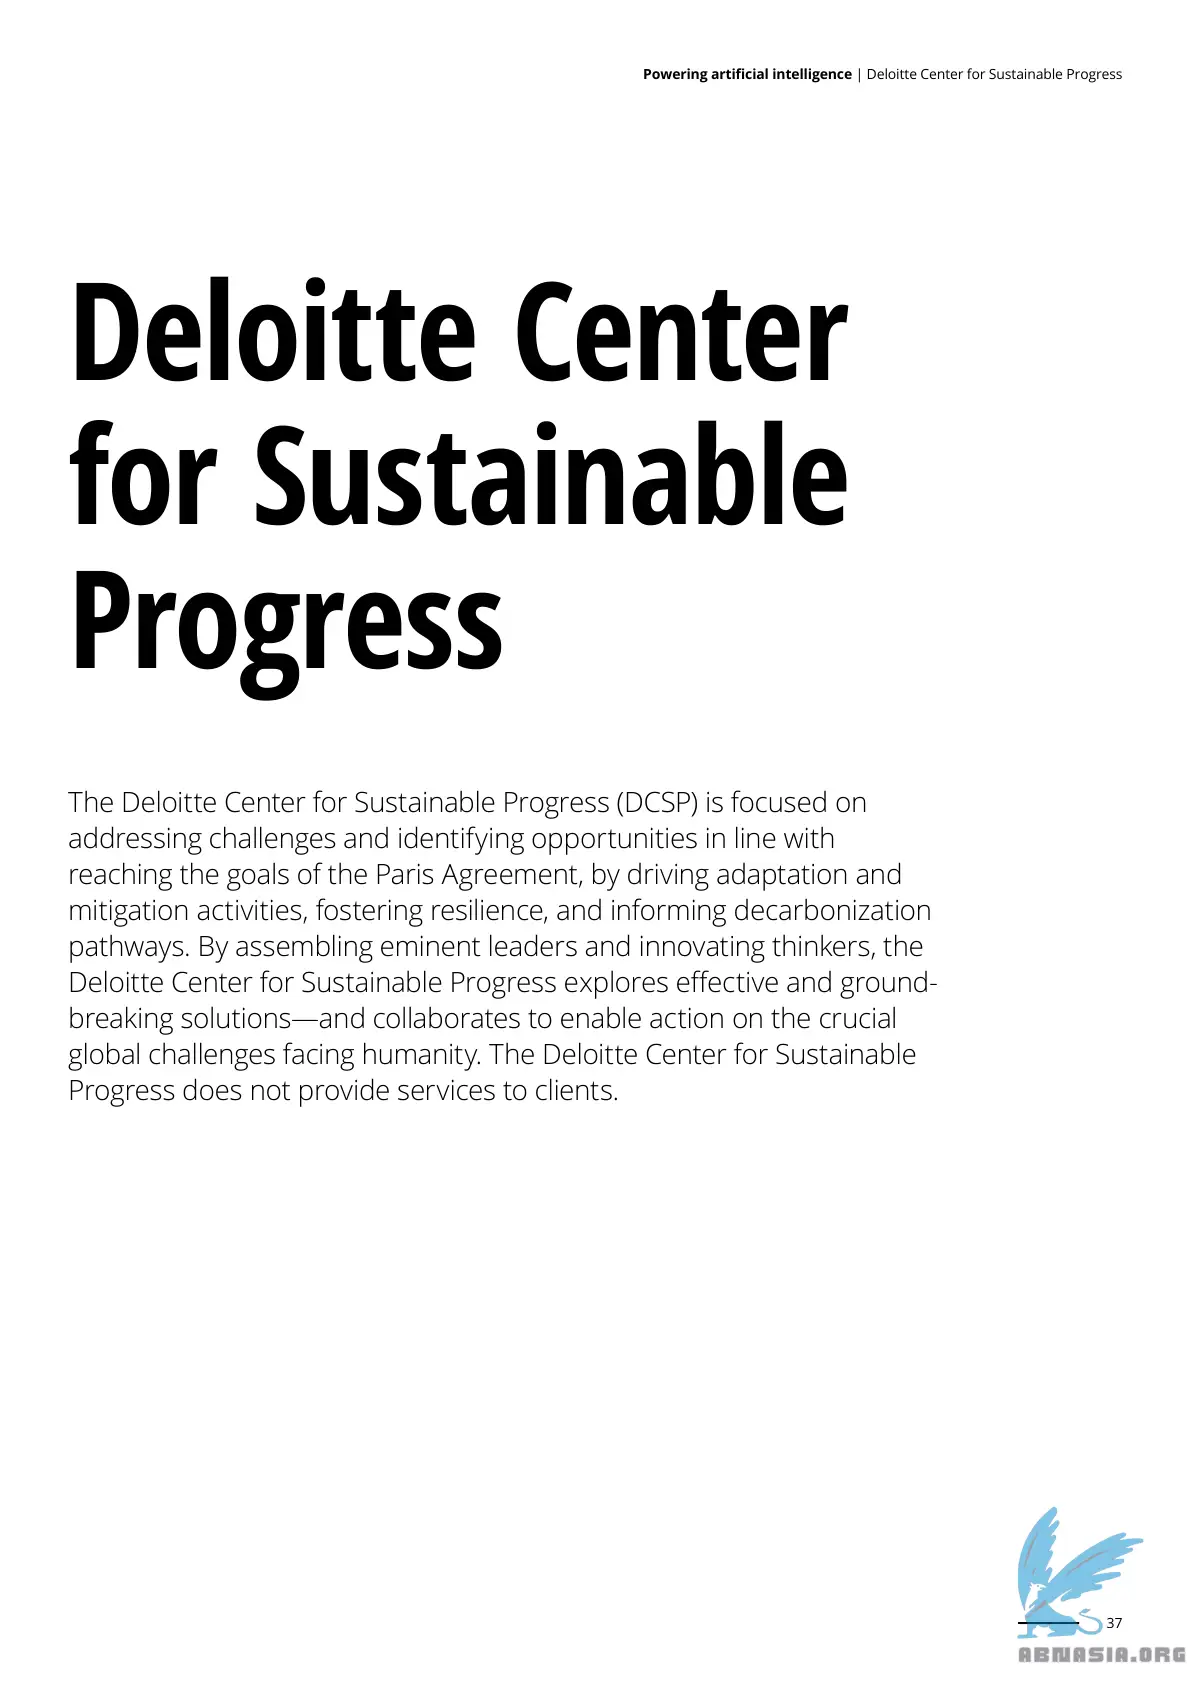 Powering artificial intelligence | Deloitte Center for Sustainable Progress
Deloitte Center
for Sustainable
Progress
The Deloitte Center for Sustainable Progress (DCSP) is focused on
addressing challenges and identifying opportunities in line with
reaching the goals of the Paris Agreement, by driving adaptation and
mitigation activities, fostering resilience, and informing decarbonization
pathways. By assembling eminent leaders and innovating thinkers, the
Deloitte Center for Sustainable Progress explores effective and ground-
breaking solutions—and collaborates to enable action on the crucial
global challenges facing humanity. The Deloitte Center for Sustainable
Progress does not provide services to clients.
37
ABNASIA.ORG